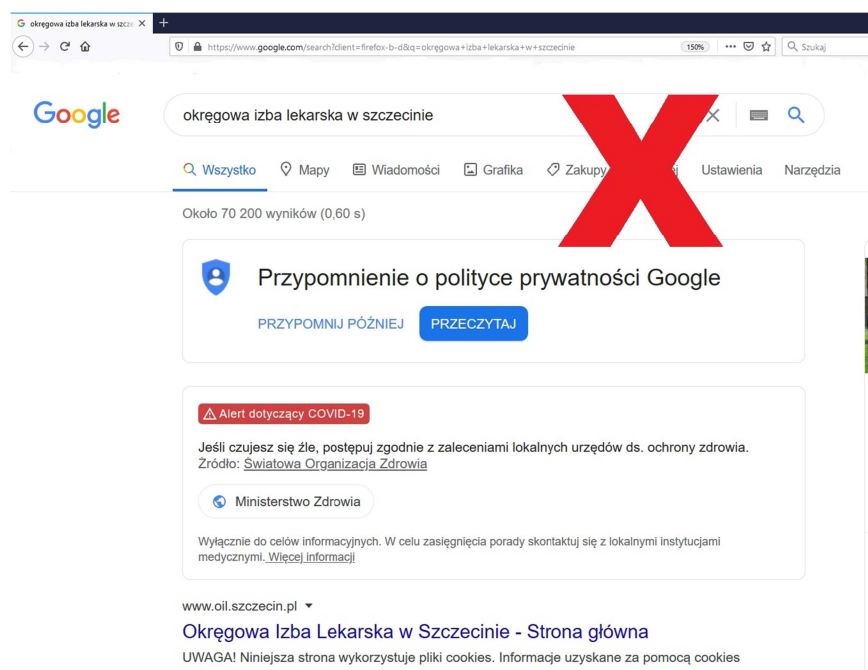 okręgowa izba lekarska w szcze
https://www.google.com/search?client=firefox-b-d&q=okręgowa+izba+lekarska+w+szczecinie
150%
Szukaj
Google
okręgowa izba lekarska w szczecinie
Wszystko Mapy Wiadomości Grafika Zakupy Ustawienia Narzędzia
Około 70 200 wyników (0,60 s)
Przypomnienie o polityce prywatności Google
PRZYPOMNIJ PÓŹNIEJ PRZECZYTAJ
Alert dotyczący COVID-19
Jeśli czujesz się źle, postępuj zgodnie z zaleceniami lokalnych urzędów ds. ochrony zdrowia.
Źródło: Światowa Organizacja Zdrowia
Ministerstwo Zdrowia
Wyłącznie do celów informacyjnych. W celu zasięgnięcia porady skontaktuj się z lokalnymi instytucjami
medycznymi. Więcej informacji
www.oil.szczecin.pl
Okręgowa Izba Lekarska w Szczecinie - Strona główna
UWAGA! Niniejsza strona wykorzystuje pliki cookies. Informacje uzyskane za pomocą cookies